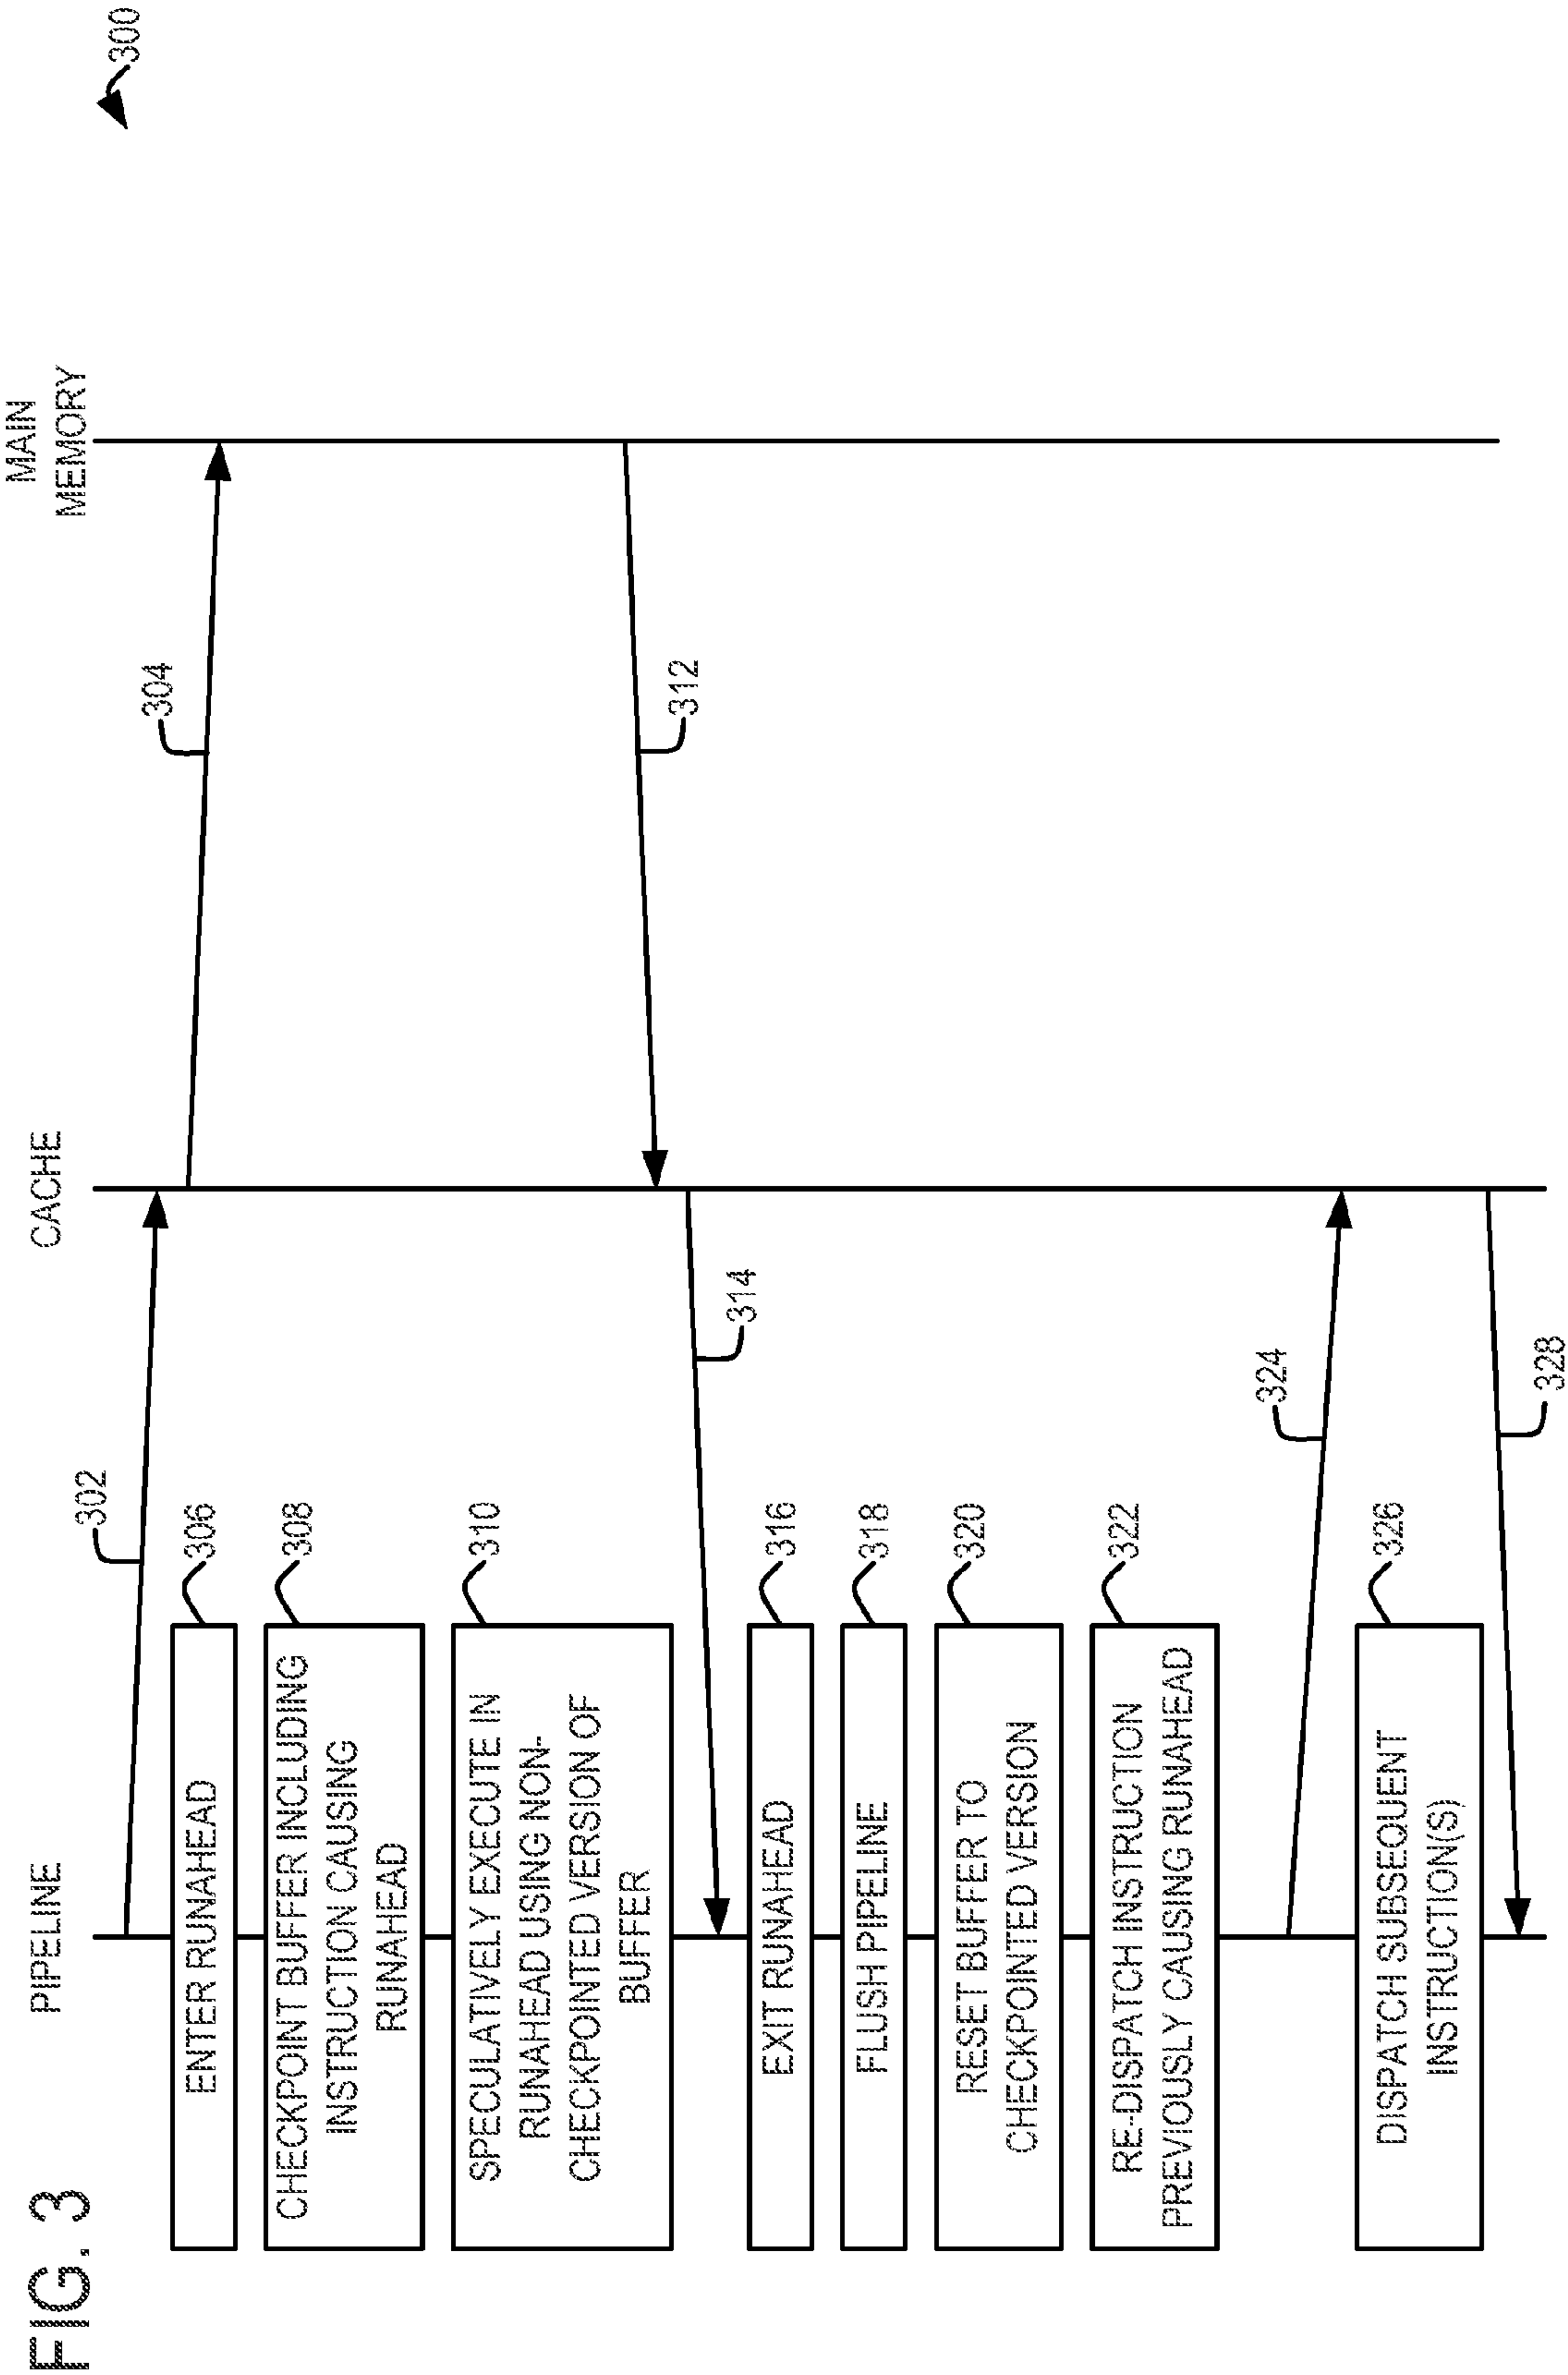 FIG. 3
300
PIPELINE
CACHE
MAIN
MEMORY
302
304
ENTER RUNAHEAD
306
CHECKPOINT BUFFER INCLUDING
INSTRUCTION CAUSING
RUNAHEAD
308
SPECULATIVELY EXECUTE IN
RUNAHEAD USING NON-
CHECKPOINTED VERSION OF
BUFFER
310
312
314
EXIT RUNAHEAD
316
FLUSH PIPELINE
318
RESET BUFFER TO
CHECKPOINTED VERSION
320
RE-DISPATCH INSTRUCTION
PREVIOUSLY CAUSING RUNAHEAD
322
324
DISPATCH SUBSEQUENT
INSTRUCTION(S)
326
328